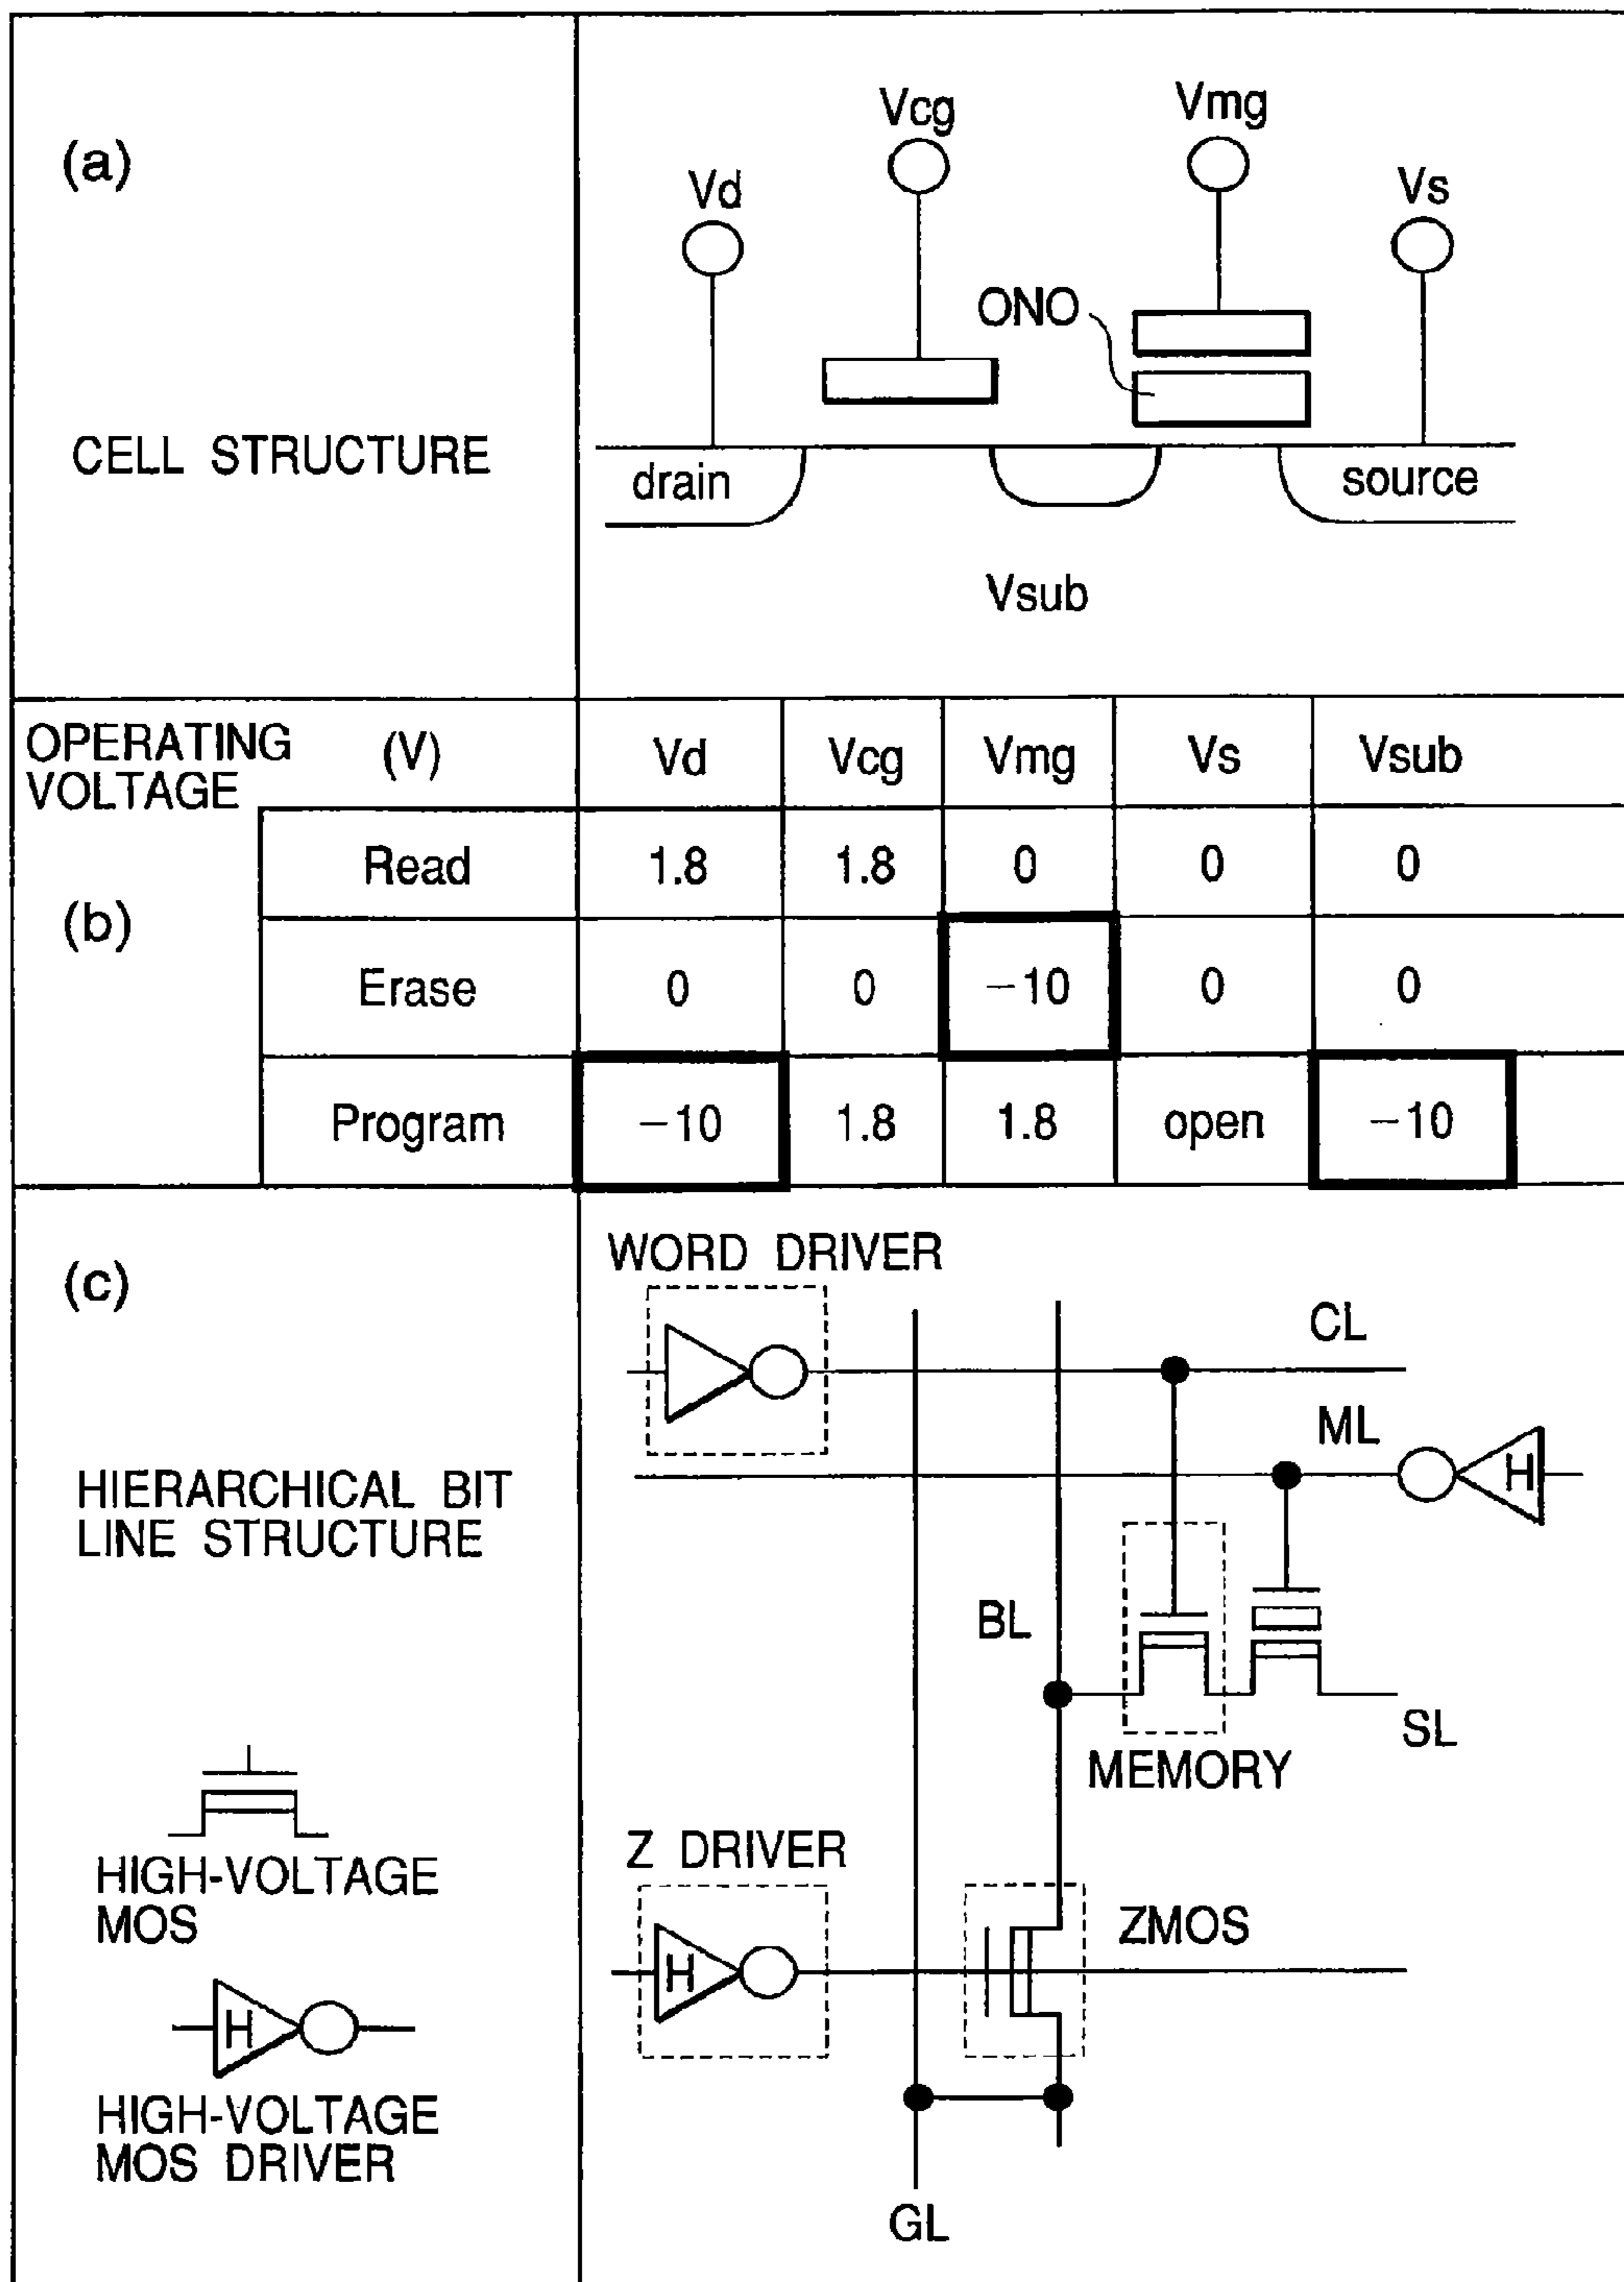 (a)
CELL STRUCTURE
Vd
Vcg
Vmg
Vs
ONO
drain
source
Vsub
OPERATING VOLTAGE (V) Vd Vcg Vmg Vs Vsub
(b)
Read 1.8 1.8 0 0 0
Erase 0 0 −10 0 0
Program −10 1.8 1.8 open −10
(c)
HIERARCHICAL BIT
LINE STRUCTURE
HIGH-VOLTAGE
MOS
H
HIGH-VOLTAGE
MOS DRIVER
WORD DRIVER
CL
ML
H
BL
SL
MEMORY
Z DRIVER
H
ZMOS
GL